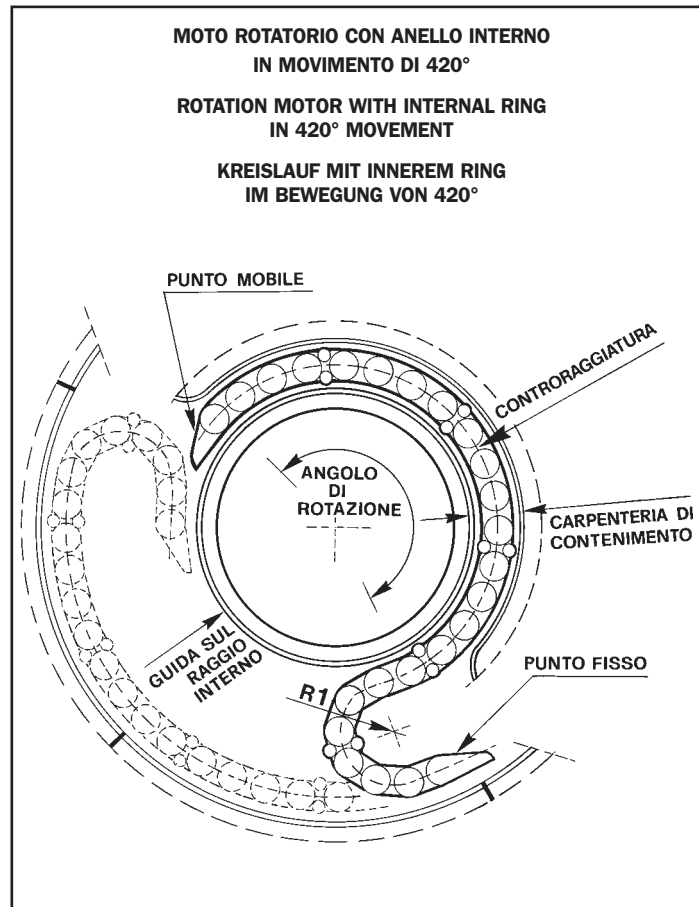 MOTO ROTATORIO CON ANELLO INTERNO
IN MOVIMENTO DI 420°
ROTATION MOTOR WITH INTERNAL RING
IN 420° MOVEMENT
KREISLAUF MIT INNEREM RING
IM BEWEGUNG VON 420°
PUNTO MOBILE
CONTRORAGGIATURA
ANGOLO
DI
ROTAZIONE
CARPENTERIA DI
CONTENIMENTO
GUIDA SUL
RAGGIO
INTERNO
R1
PUNTO FISSO